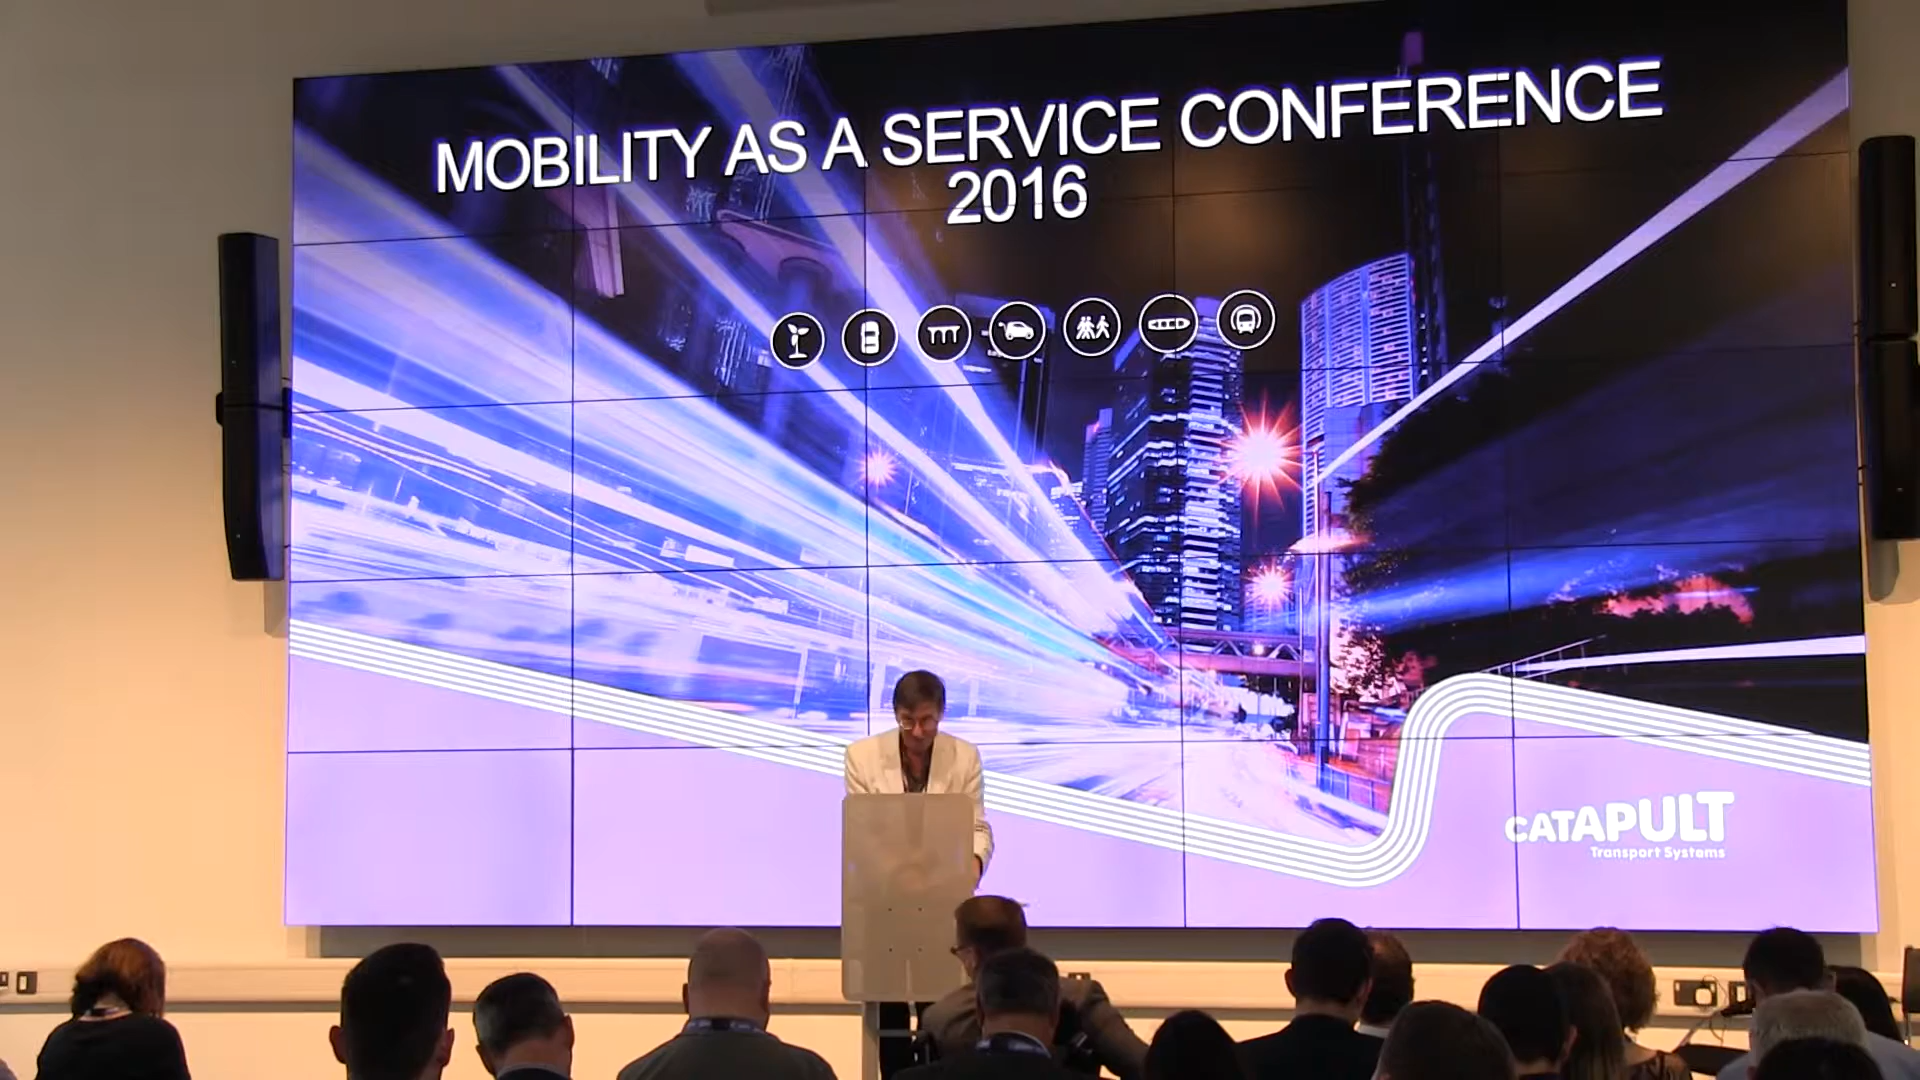 MOBILITY AS A SERVICE CONFERENCE
2016
CATAPULT
Transport Systems